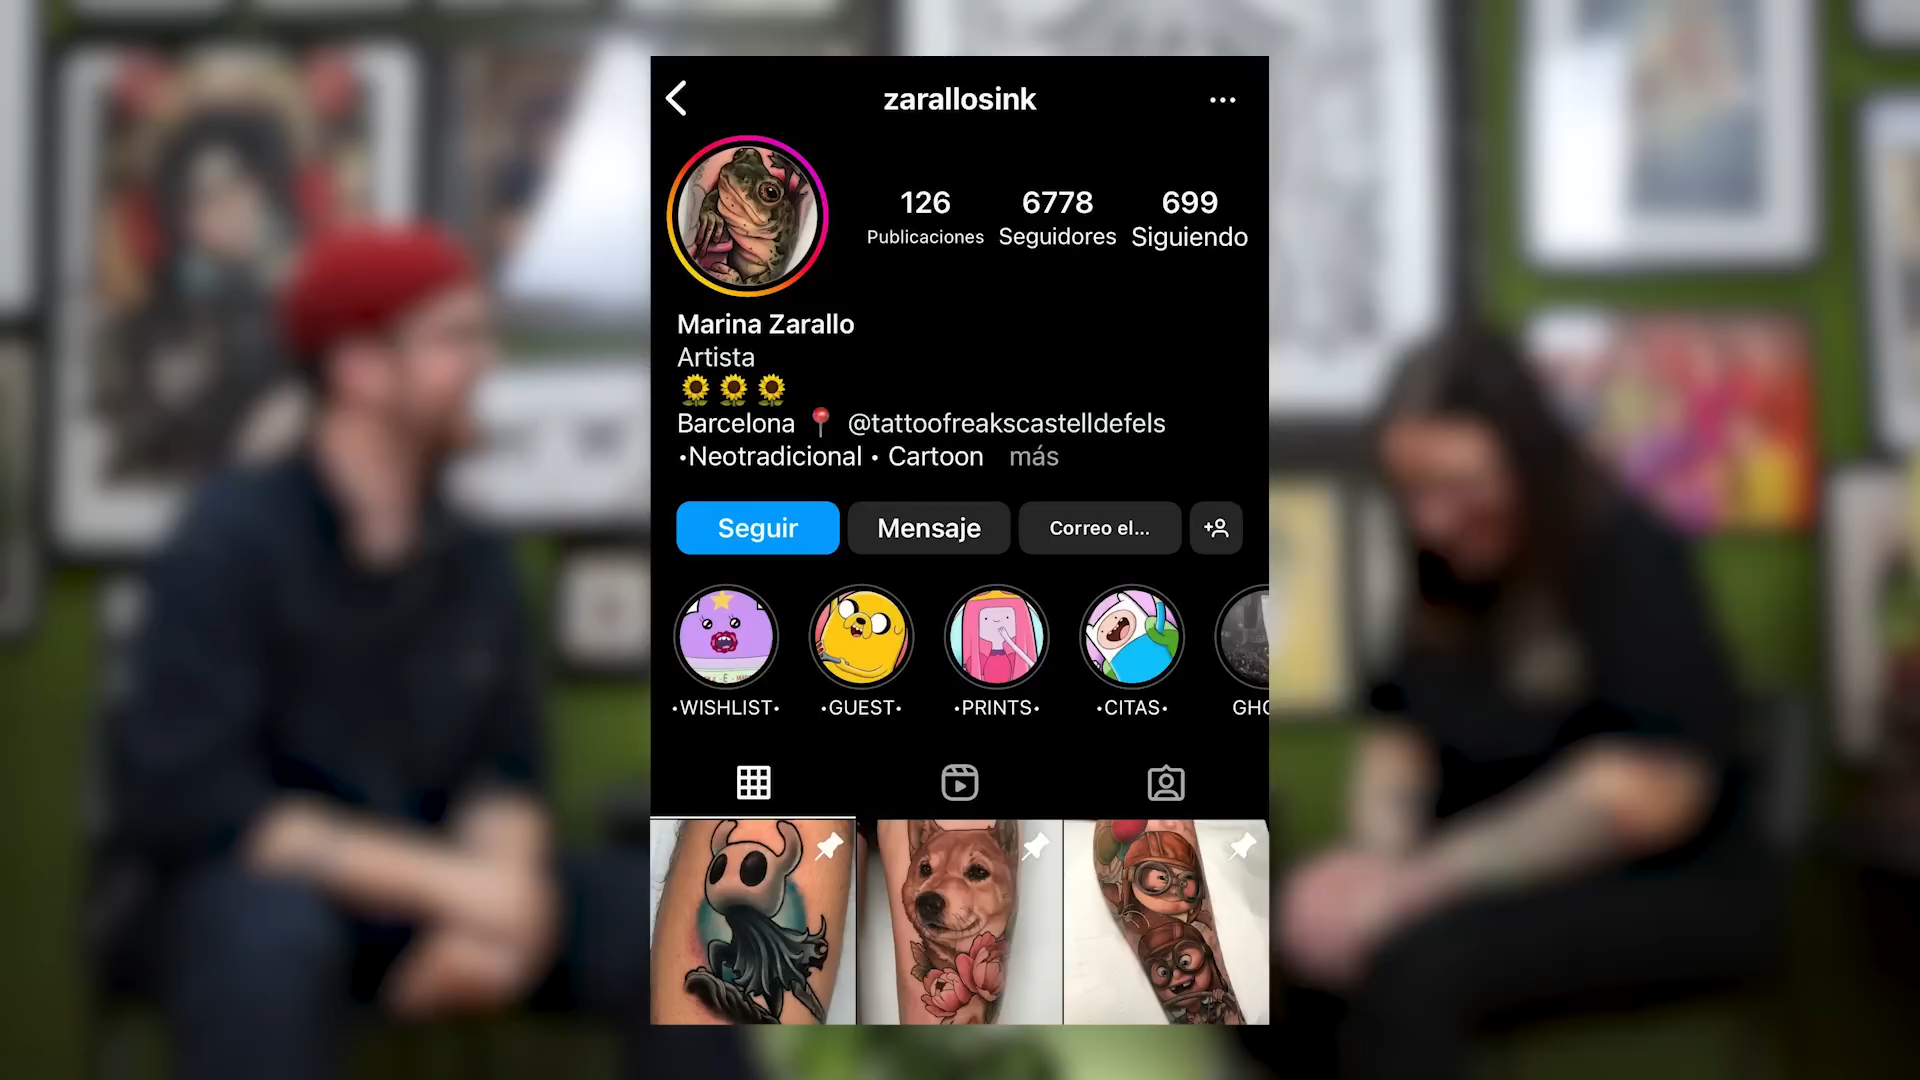 zarallosink
126 6778 699
Publicaciones Seguidores Siguiendo
Marina Zarallo
Artista
Barcelona @tattoofreakscastelldefels
•Neotradicional • Cartoon más
Seguir Mensaje Correo el...
•WISHLIST• •GUEST• •PRINTS• •CITAS• GHO